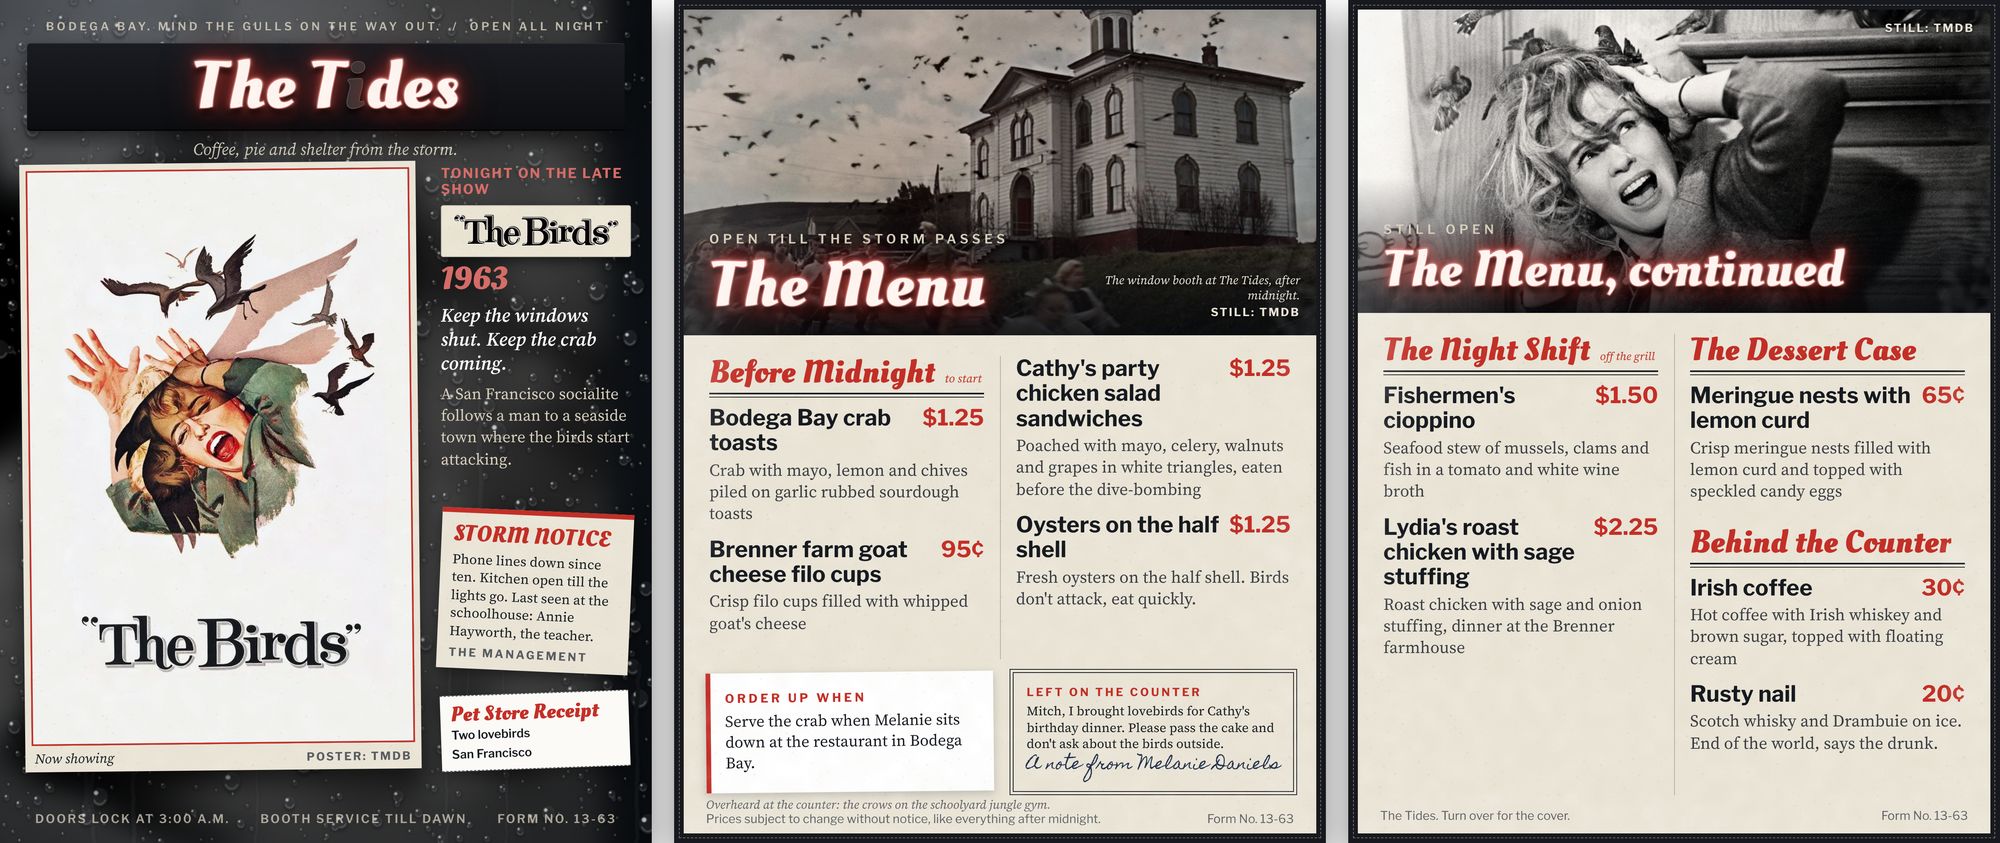 BODEGA BAY. MIND THE GULLS ON THE WAY OUT. / OPEN ALL NIGHT
The Tides
Coffee, pie and shelter from the storm.
TONIGHT ON THE LATE
SHOW
"The Birds"
1963
Keep the windows
shut. Keep the crab
coming.
A San Francisco socialite
follows a man to a seaside
town where the birds start
attacking.
"The Birds"
Now showing
POSTER: TMDB
STORM NOTICE
Phone lines down since
ten. Kitchen open till the
lights go. Last seen at the
schoolhouse: Annie
Hayworth, the teacher.
THE MANAGEMENT
Pet Store Receipt
Two lovebirds
San Francisco
DOORS LOCK AT 3:00 A.M.
BOOTH SERVICE TILL DAWN.
FORM NO. 13-63
OPEN TILL THE STORM PASSES
The Menu
The window booth at The Tides, after
midnight.
STILL: TMDB
Before Midnight to start
Bodega Bay crab $1.25
toasts
Crab with mayo, lemon and chives
piled on garlic rubbed sourdough
toasts
Brenner farm goat 95¢
cheese filo cups
Crisp filo cups filled with whipped
goat's cheese
Cathy's party $1.25
chicken salad
sandwiches
Poached with mayo, celery, walnuts
and grapes in white triangles, eaten
before the dive-bombing
Oysters on the half $1.25
shell
Fresh oysters on the half shell. Birds
don't attack, eat quickly.
ORDER UP WHEN
Serve the crab when Melanie sits
down at the restaurant in Bodega
Bay.
LEFT ON THE COUNTER
Mitch, I brought lovebirds for Cathy's
birthday dinner. Please pass the cake and
don't ask about the birds outside.
A note from Melanie Daniels
Overheard at the counter: the crows on the schoolyard jungle gym.
Prices subject to change without notice, like everything after midnight.
Form No. 13-63
STILL: TMDB
STILL OPEN
The Menu, continued
The Night Shift off the grill
Fishermen's $1.50
cioppino
Seafood stew of mussels, clams and
fish in a tomato and white wine
broth
Lydia's roast $2.25
chicken with sage
stuffing
Roast chicken with sage and onion
stuffing, dinner at the Brenner
farmhouse
The Dessert Case
Meringue nests with 65¢
lemon curd
Crisp meringue nests filled with
lemon curd and topped with
speckled candy eggs
Behind the Counter
Irish coffee 30¢
Hot coffee with Irish whiskey and
brown sugar, topped with floating
cream
Rusty nail 20¢
Scotch whisky and Drambuie on ice.
End of the world, says the drunk.
The Tides. Turn over for the cover.
Form No. 13-63